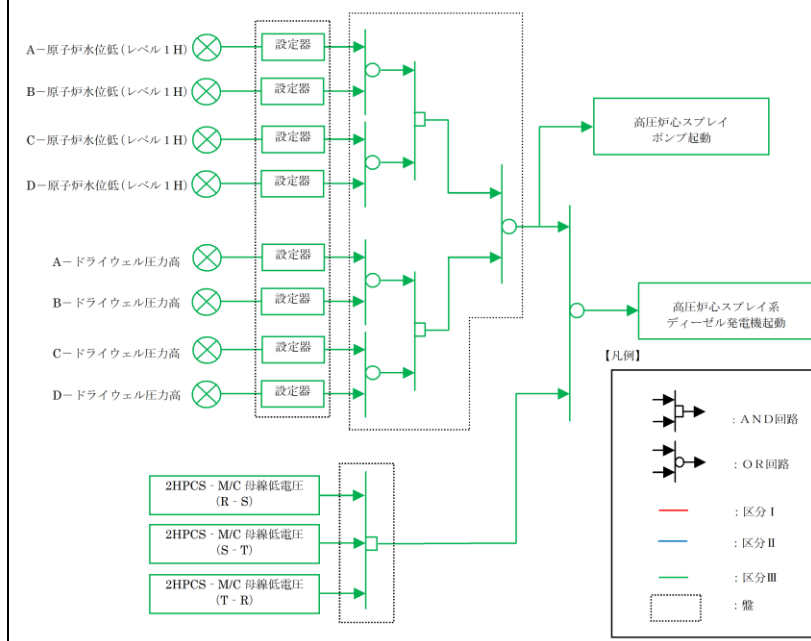 A－原子炉水位低(レベル１H)
設定器
B－原子炉水位低(レベル１H)
設定器
C－原子炉水位低(レベル１H)
設定器
D－原子炉水位低(レベル１H)
設定器
A－ドライウェル圧力高
設定器
B－ドライウェル圧力高
設定器
C－ドライウェル圧力高
設定器
D－ドライウェル圧力高
設定器
高圧炉心スプレイ
ポンプ起動
高圧炉心スプレイ系
ディーゼル発電機起動
2HPCS‐M/C 母線低電圧
(R‐S)
2HPCS‐M/C 母線低電圧
(S‐T)
2HPCS‐M/C 母線低電圧
(T‐R)
【凡例】
：ＡＮＤ回路
：ＯＲ回路
：区分Ⅰ
：区分Ⅱ
：区分Ⅲ
：盤